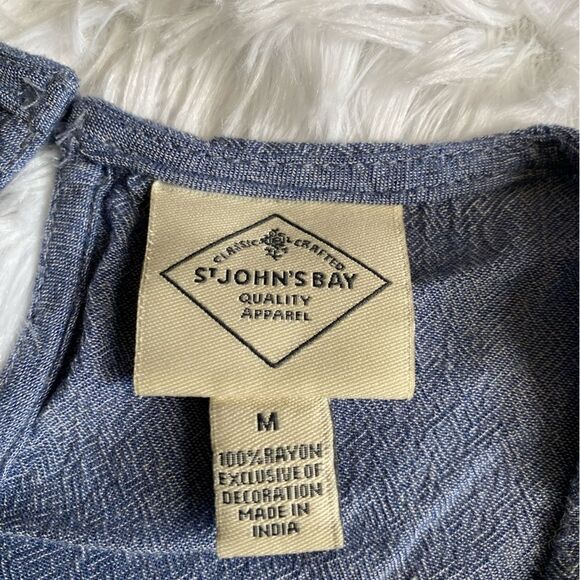 CLASSIC CRAFTED
ST JOHN'S BAY
QUALITY
APPAREL
M
100% RAYON
EXCLUSIVE OF
DECORATION
MADE IN
INDIA